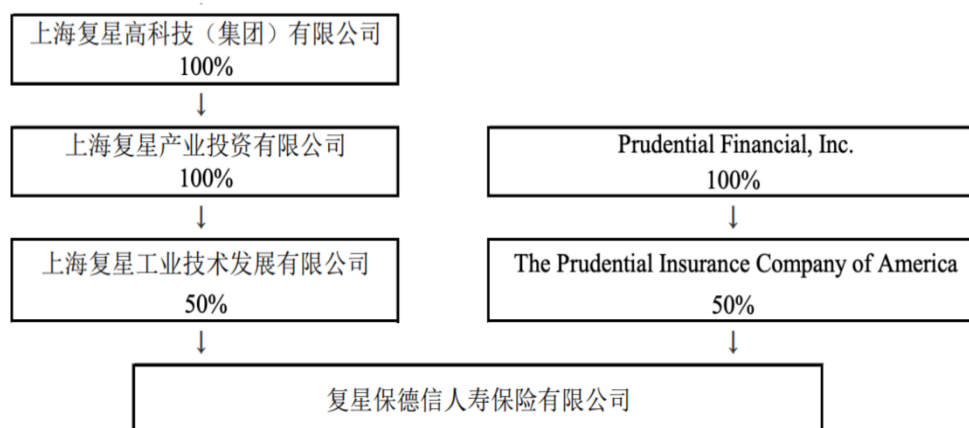 上海复星高科技（集团）有限公司
100%
↓
上海复星产业投资有限公司
100%
↓
上海复星工业技术发展有限公司
50%
↓
Prudential Financial, Inc.
100%
↓
The Prudential Insurance Company of America
50%
↓
复星保德信人寿保险有限公司